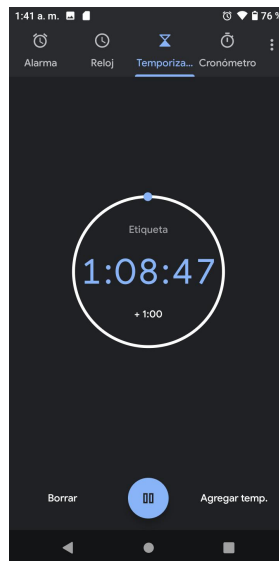 1:41 a. m. 76 %
Alarma Reloj Temporiza... Cronómetro
Etiqueta
1:08:47
+ 1:00
Borrar Agregar temp.